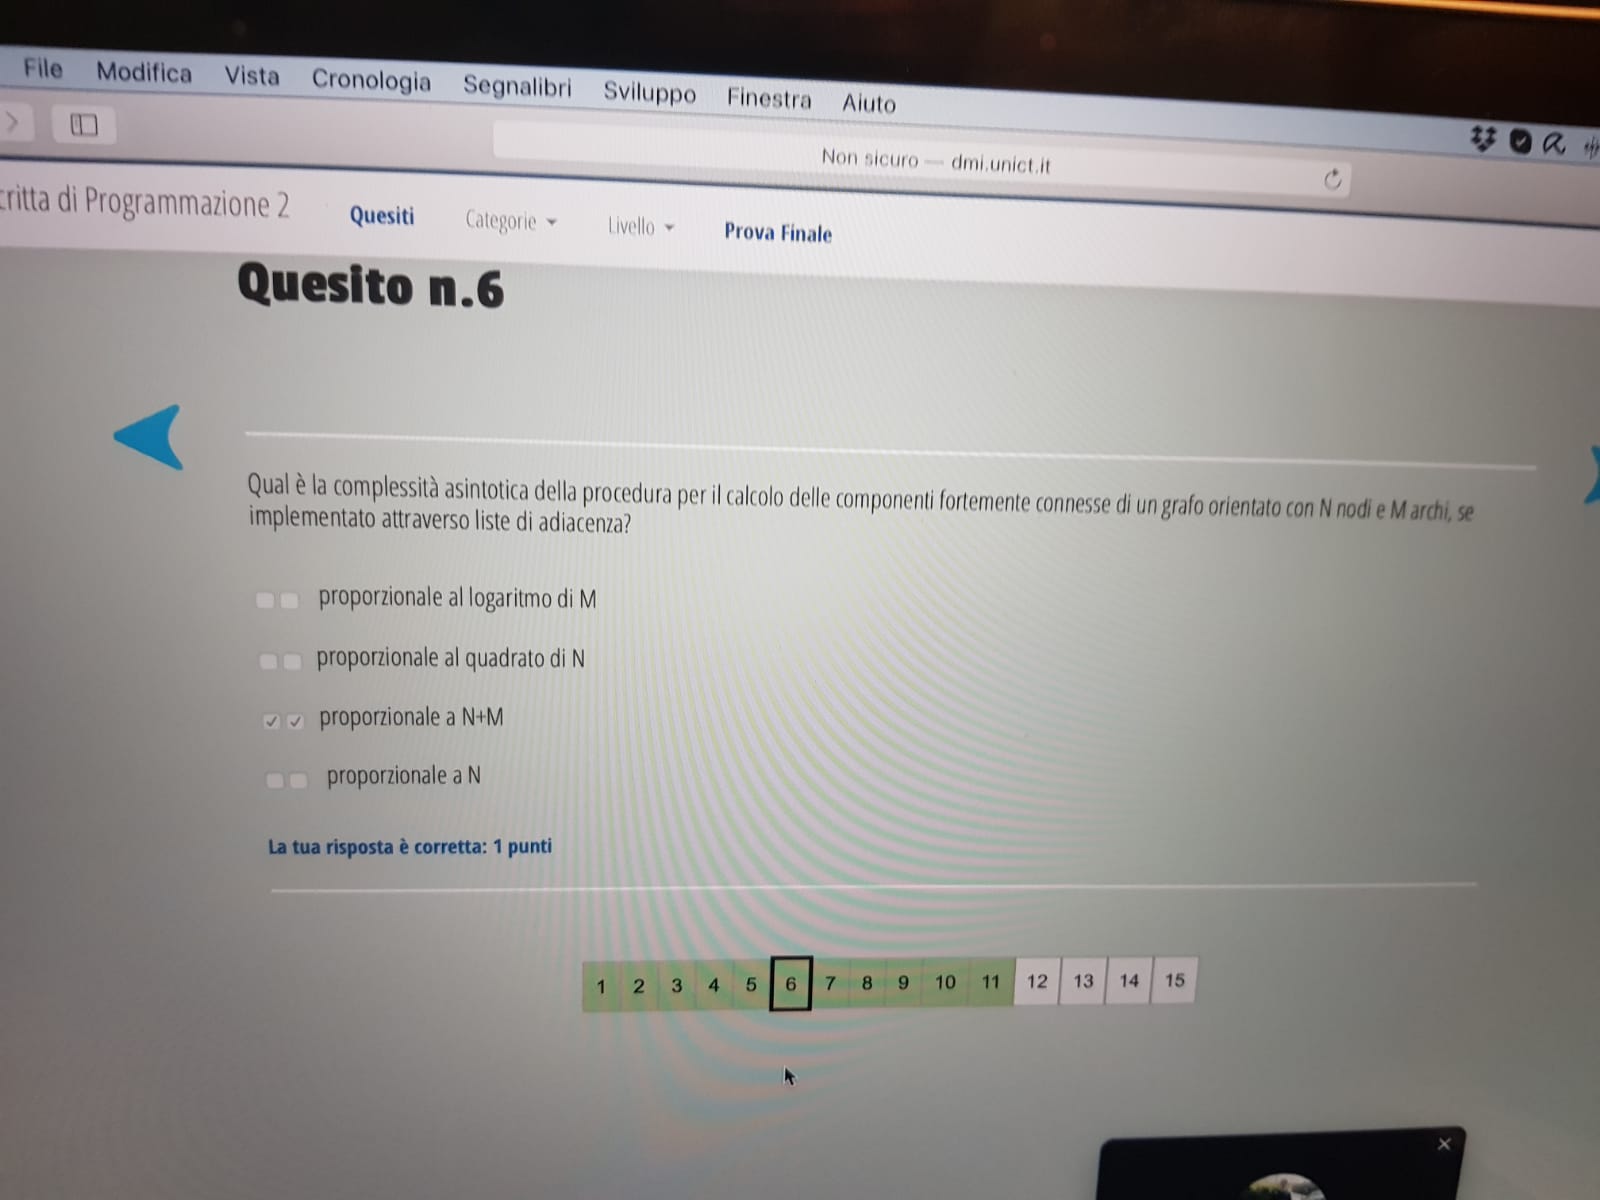 File Modifica Vista Cronologia Segnalibri Sviluppo Finestra Aiuto
Non sicuro — dmi.unict.it
critta di Programmazione 2 Quesiti Categorie Livello Prova Finale
Quesito n.6
Qual è la complessità asintotica della procedura per il calcolo delle componenti fortemente connesse di un grafo orientato con N nodi e M archi, se
implementato attraverso liste di adiacenza?
proporzionale al logaritmo di M
proporzionale al quadrato di N
proporzionale a N+M
proporzionale a N
La tua risposta è corretta: 1 punti
1 2 3 4 5 6 7 8 9 10 11 12 13 14 15